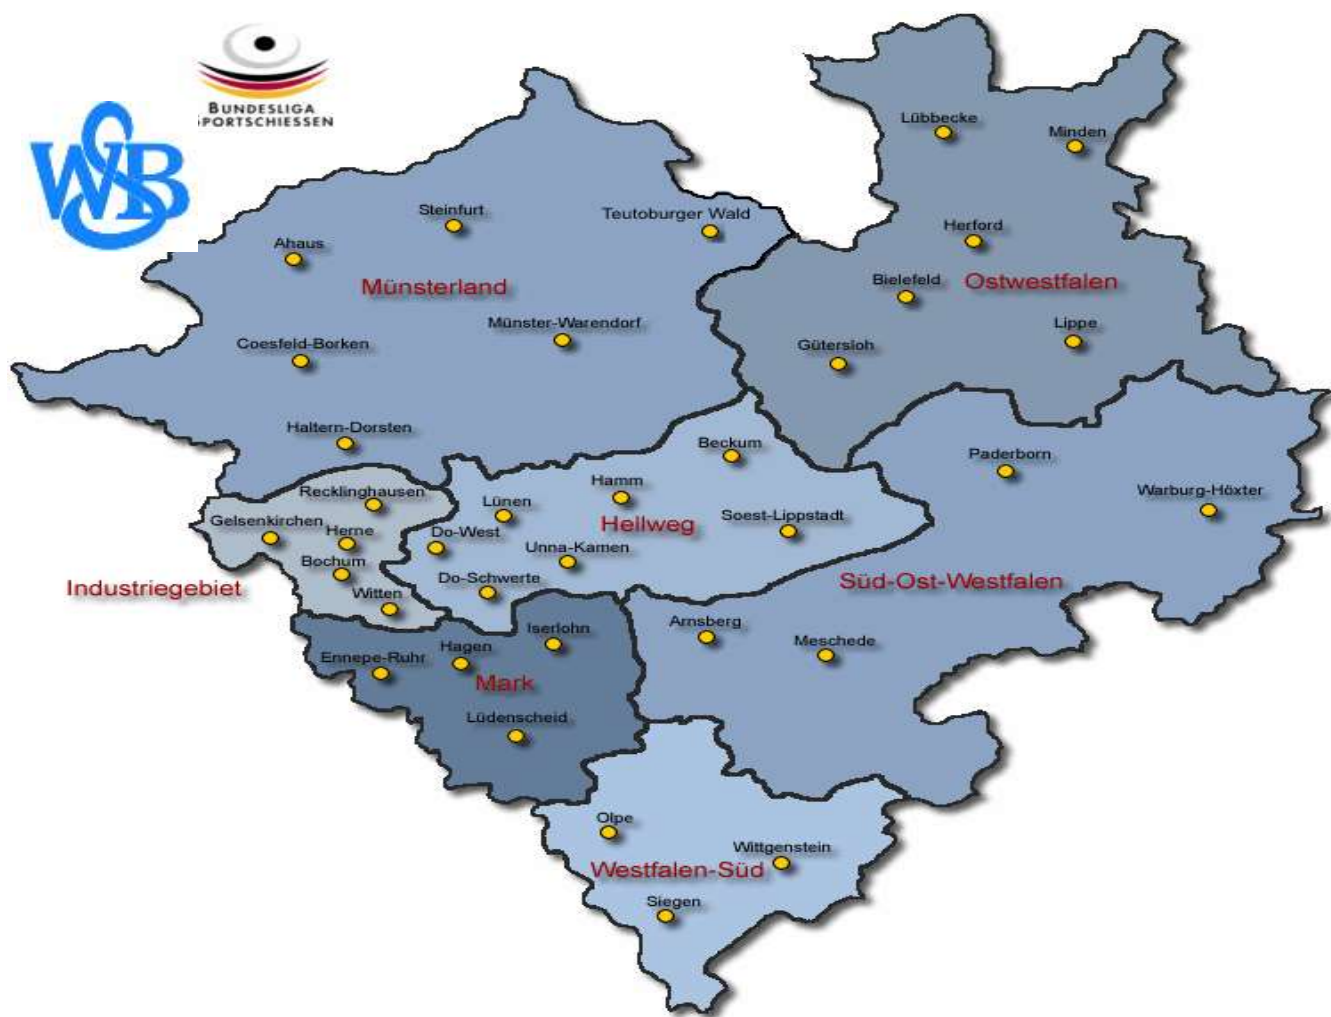 BUNDESLIGA
SPORTSCHIESSEN
WSB
Lübbecke
Minden
Steinfurt
Teutoburger Wald
Ahaus
Herford
Münsterland
Bielefeld
Ostwestfalen
Münster-Warendorf
Lippe
Coesfeld-Borken
Gütersloh
Haltern-Dorsten
Beckum
Paderborn
Recklinghausen
Lünen
Hamm
Warburg-Höxter
Gelsenkirchen
Herne
Do-West
Hellweg
Soest-Lippstadt
Bochum
Unna-Kamen
Industriegebiet
Witten
Do-Schwerte
Süd-Ost-Westfalen
Iserlohn
Arnsberg
Meschede
Ennepe-Ruhr
Hagen
Mark
Lüdenscheid
Olpe
Wittgenstein
Westfalen-Süd
Siegen